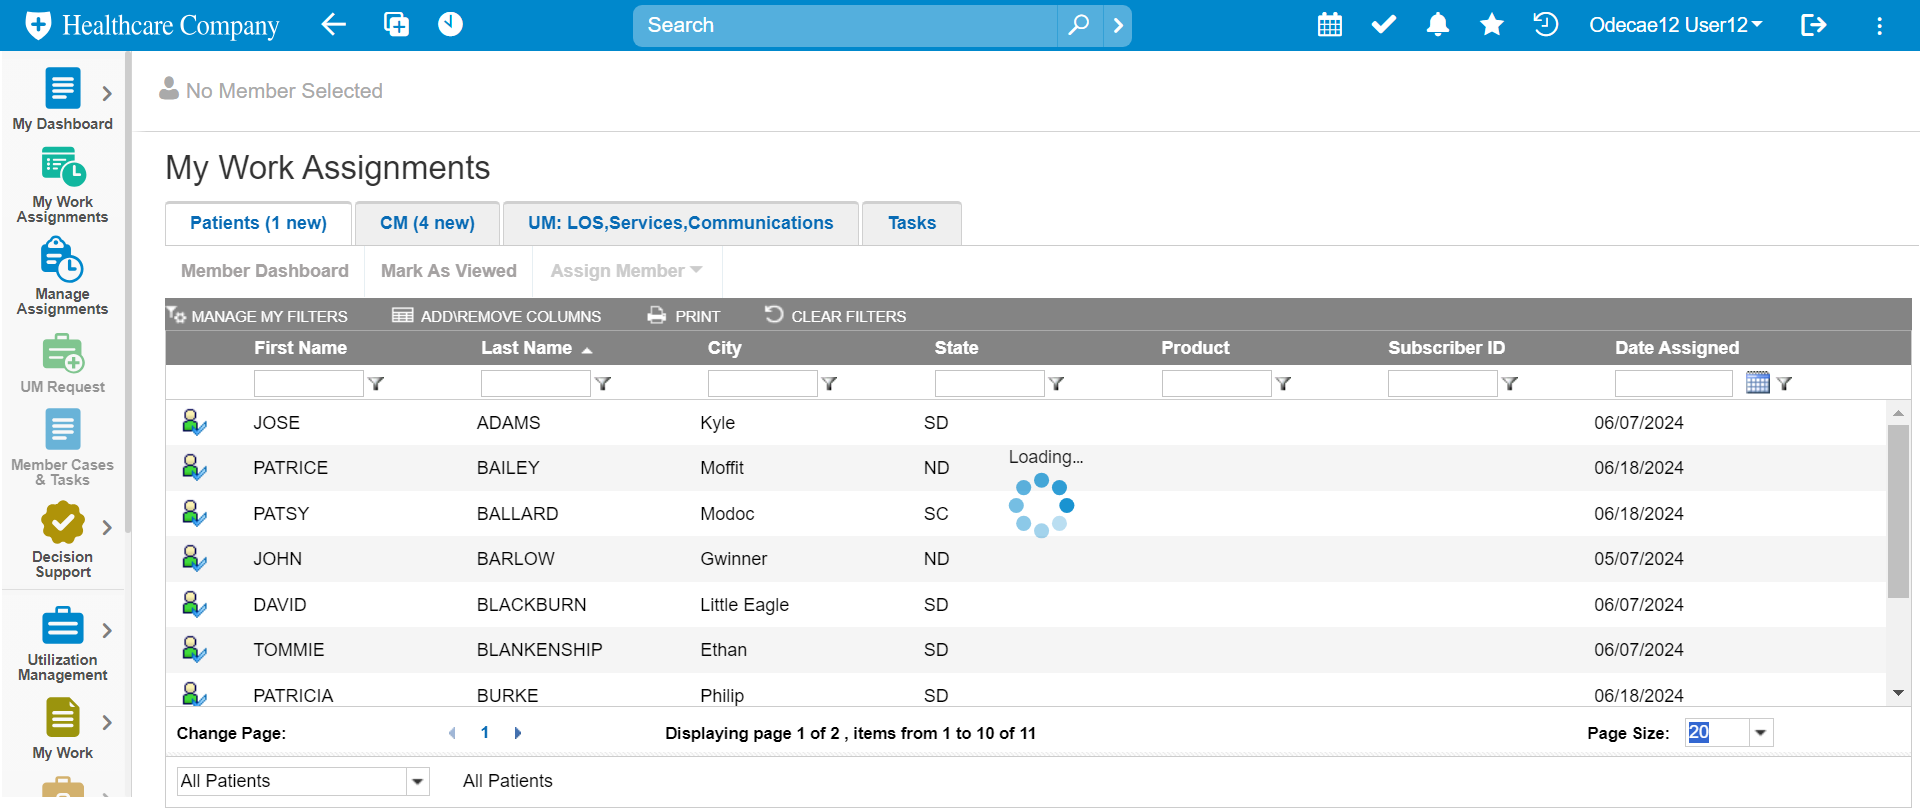 Healthcare Company
Search
Odecae12 User12
My Dashboard
My Work
Assignments
Manage
Assignments
UM Request
Member Cases
& Tasks
Decision
Support
Utilization
Management
My Work
No Member Selected
My Work Assignments
Patients (1 new)
CM (4 new)
UM: LOS,Services,Communications
Tasks
Member Dashboard
Mark As Viewed
Assign Member
MANAGE MY FILTERS
ADD\REMOVE COLUMNS
PRINT
CLEAR FILTERS
First Name Last Name City State Product Subscriber ID Date Assigned
JOSE ADAMS Kyle SD 06/07/2024
PATRICE BAILEY Moffit ND 06/18/2024
PATSY BALLARD Modoc SC 06/18/2024
JOHN BARLOW Gwinner ND 05/07/2024
DAVID BLACKBURN Little Eagle SD 06/07/2024
TOMMIE BLANKENSHIP Ethan SD 06/07/2024
PATRICIA BURKE Philip SD 06/18/2024
Loading...
Change Page: 1 Displaying page 1 of 2 , items from 1 to 10 of 11 Page Size: 20
All Patients All Patients